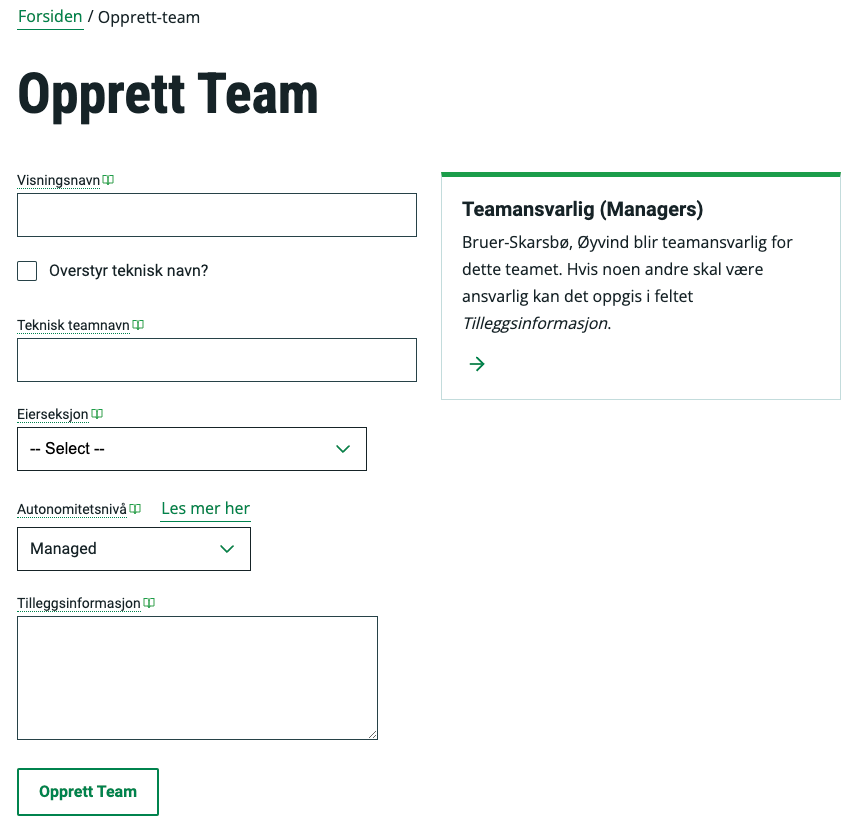 Forsiden / Opprett-team
Opprett Team
Visningsnavn
Overstyr teknisk navn?
Teknisk teamnavn
Eierseksjon
-- Select --
Autonomitetsnivå Les mer her
Managed
Tilleggsinformasjon
Opprett Team
Teamansvarlig (Managers)
Bruer-Skarsbø, Øyvind blir teamansvarlig for
dette teamet. Hvis noen andre skal være
ansvarlig kan det oppgis i feltet
Tilleggsinformasjon.